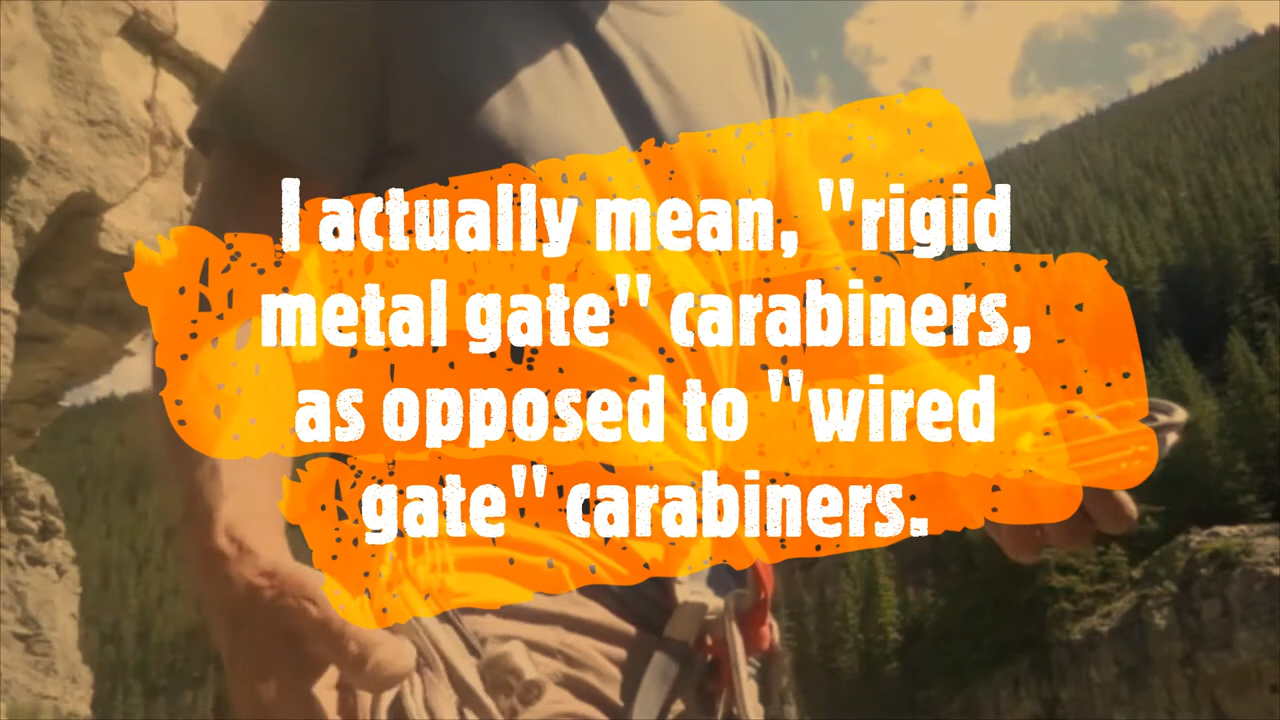 I actually mean, "rigid
metal gate" carabiners,
as opposed to "wired
gate" carabiners.